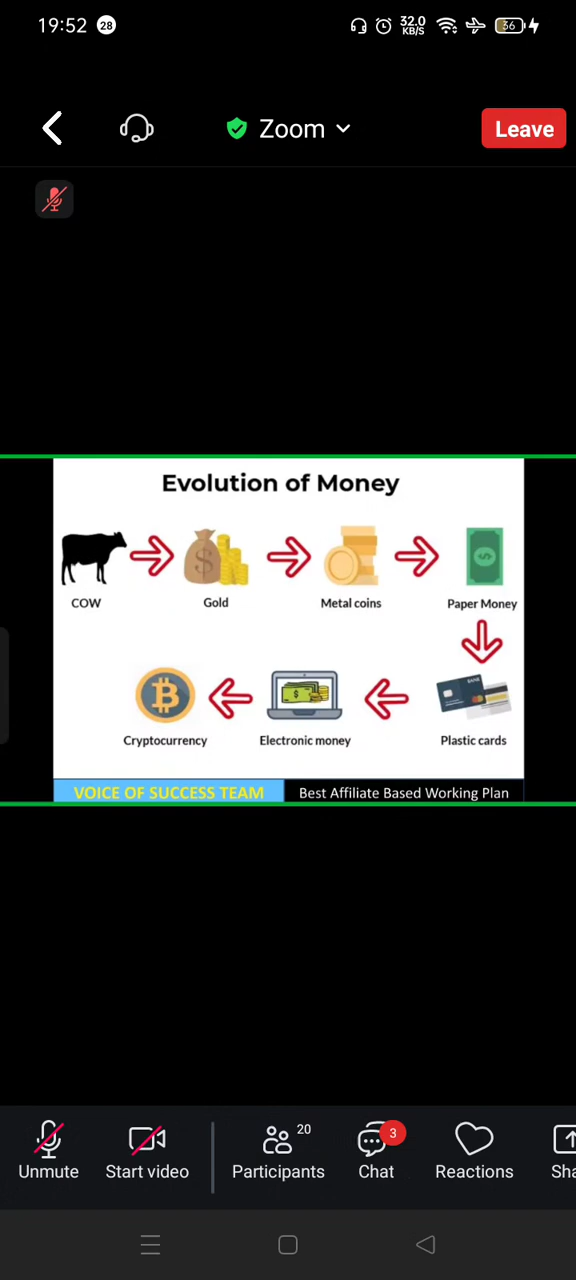 19:52 28 32.0 KB/S 36
Zoom Leave
Evolution of Money
COW Gold Metal coins Paper Money
Cryptocurrency Electronic money Plastic cards
BANK
VOICE OF SUCCESS TEAM Best Affiliate Based Working Plan
20 3
Unmute Start video Participants Chat Reactions Sha